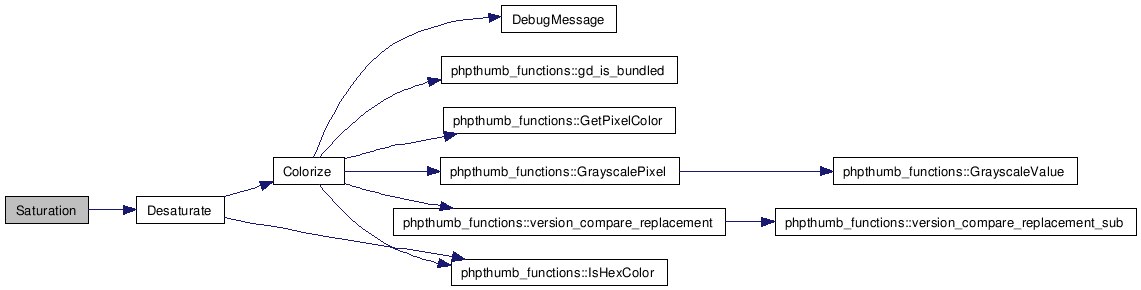 DebugMessage
phpthumb_functions::gd_is_bundled
phpthumb_functions::GetPixelColor
Colorize
phpthumb_functions::GrayscalePixel
phpthumb_functions::GrayscaleValue
Saturation
Desaturate
phpthumb_functions::version_compare_replacement
phpthumb_functions::version_compare_replacement_sub
phpthumb_functions::IsHexColor